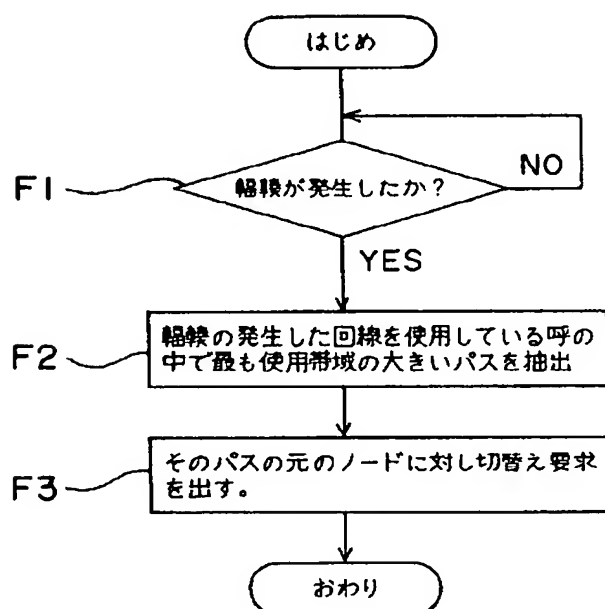 はじめ
NO
F1
輻輳が発生したか?
YES
F2
輻輳の発生した回線を使用している呼の
中で最も使用帯域の大きいパスを抽出
F3
そのパスの元のノードに対し切替え要求
を出す。
おわり